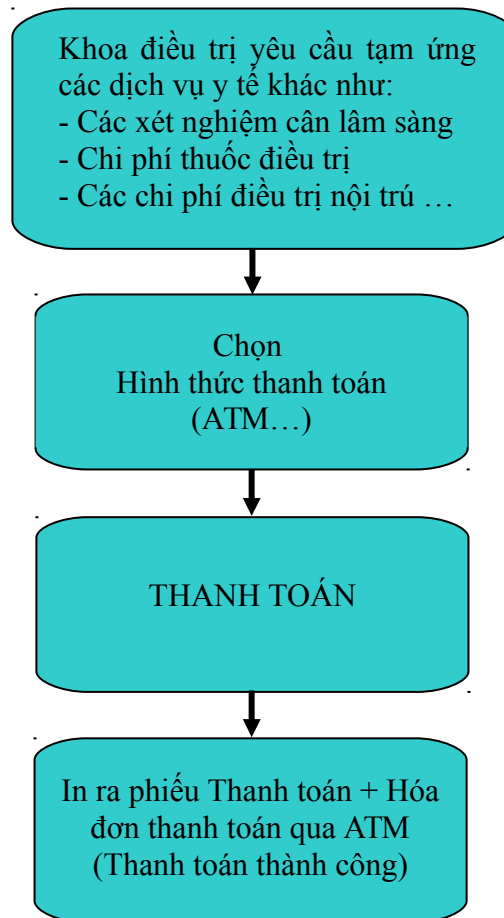 Khoa điều trị yêu cầu tạm ứng
các dịch vụ y tế khác như:
- Các xét nghiệm cân lâm sàng
- Chi phí thuốc điều trị
- Các chi phí điều trị nội trú …
Chọn
Hình thức thanh toán
(ATM…)
THANH TOÁN
In ra phiếu Thanh toán + Hóa
đơn thanh toán qua ATM
(Thanh toán thành công)